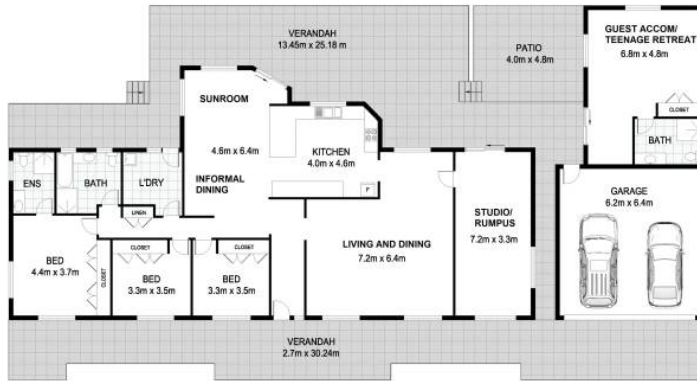 VERANDAH
13.45m x 25.18 m
PATIO
4.0m x 4.8m
GUEST ACCOM/
TEENAGE RETREAT
6.8m x 4.8m
CLOSET
BATH
SUNROOM
4.6m x 6.4m
INFORMAL
DINING
KITCHEN
4.0m x 4.6m
F
ENS
BATH
L'DRY
LINEN
BED
4.4m x 3.7m
CLOSET
CLOSET
BED
3.3m x 3.5m
CLOSET
BED
3.3m x 3.5m
LIVING AND DINING
7.2m x 6.4m
STUDIO/
RUMPUS
7.2m x 3.3m
GARAGE
6.2m x 6.4m
VERANDAH
2.7m x 30.24m